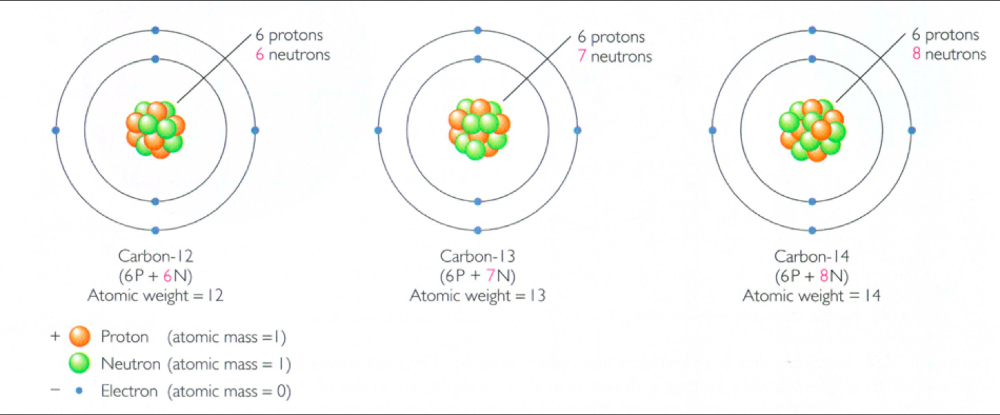 6 protons
6 neutrons
6 protons
7 neutrons
6 protons
8 neutrons
Carbon-12
(6P + 6N)
Atomic weight = 12
Carbon-13
(6P + 7N)
Atomic weight = 13
Carbon-14
(6P + 8N)
Atomic weight = 14
+ Proton (atomic mass =1)
Neutron (atomic mass = 1)
− Electron (atomic mass = 0)